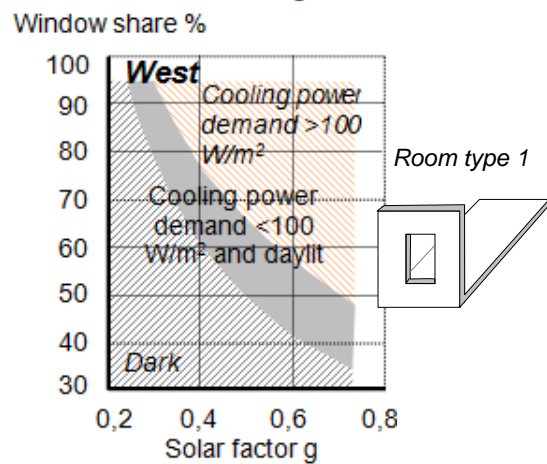 Window share %
100
90
80
70
60
50
40
30
West
Cooling power
demand >100
W/m²
Cooling power
demand <100
W/m² and daylit
Dark
Room type 1
0,2 0,4 0,6 0,8
Solar factor g